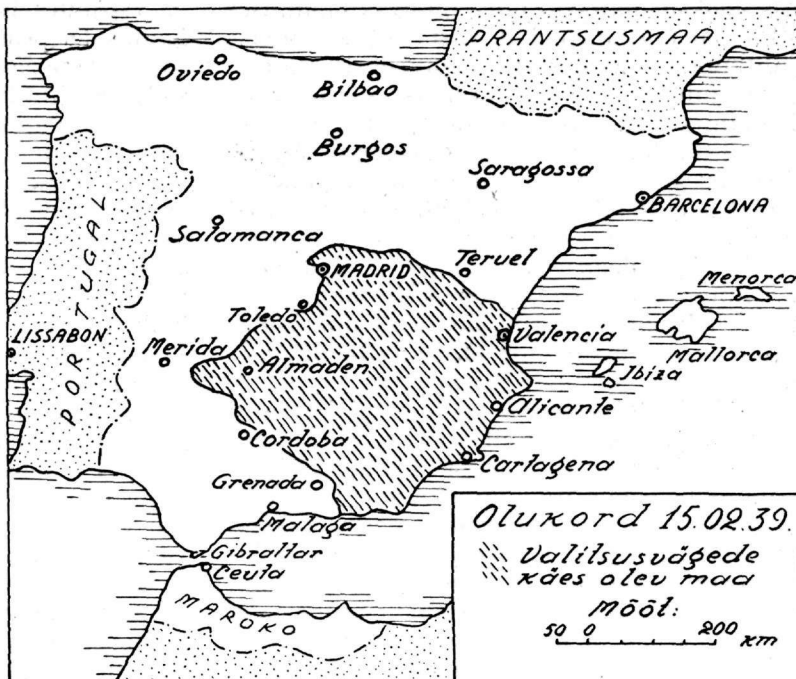 PRANTSUSMAA
Oviedo
Bilbao
Burgos
Saragossa
BARCELONA
Salamanca
MADRID
Teruel
Menorca
Toledo
Valencia
Mallorca
LISSABON
PORTUGAL
Merida
Almaden
Ibiza
Alicante
Cordoba
Cartagena
Grenada
Malaga
Gibraltar
Ceuta
MAROKO
Olukord 15.02.39.
Valilsusvägede
käes olev maa
Mõõt:
50 0 200 km